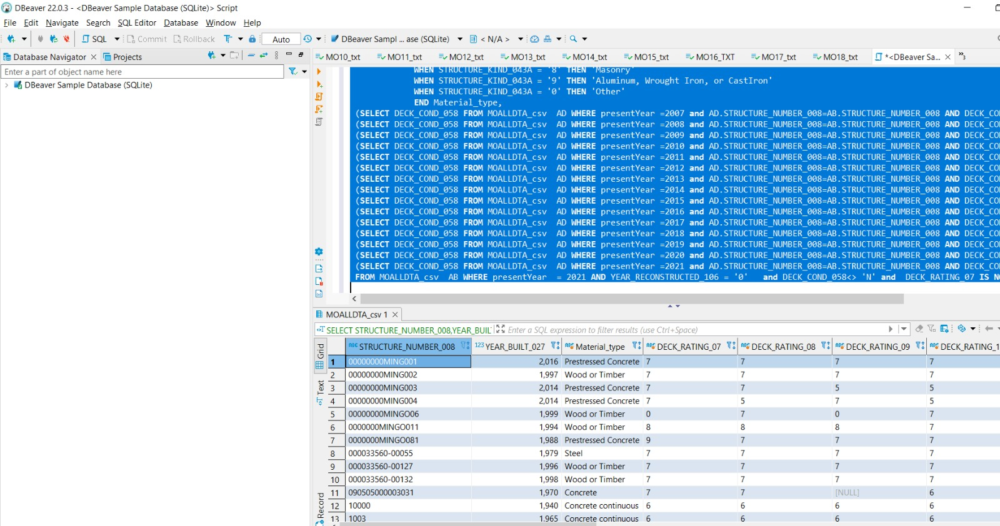 DBeaver 22.0.3 - <DBeaver Sample Database (SQLite)> Script
File Edit Navigate Search SQL Editor Database Window Help
SQL Commit Rollback Auto DBeaver Sampl ... ase (SQLite) < N/A >
Database Navigator Projects
MO10_txt MO11_txt MO12_txt MO13_txt MO14_txt MO15_txt MO16_TXT MO17_txt MO18_txt *<DBeaver Sa... 3
Enter a part of object name here
DBeaver Sample Database (SQLite)
WHEN STRUCTURE_KIND_043A = '8' THEN 'Masonry'
WHEN STRUCTURE_KIND_043A = '9' THEN 'Aluminum, Wrought Iron, or CastIron'
WHEN STRUCTURE_KIND_043A = '0' THEN 'Other'
END Material_type,
(SELECT DECK_COND_058 FROM MOALLDTA_csv AD WHERE presentYear =2007 and AD.STRUCTURE_NUMBER_008=AB.STRUCTURE_NUMBER_008 AND DECK_CO
(SELECT DECK_COND_058 FROM MOALLDTA_csv AD WHERE presentYear =2008 and AD.STRUCTURE_NUMBER_008=AB.STRUCTURE_NUMBER_008 AND DECK_CO
(SELECT DECK_COND_058 FROM MOALLDTA_csv AD WHERE presentYear =2009 and AD.STRUCTURE_NUMBER_008=AB.STRUCTURE_NUMBER_008 AND DECK_CO
(SELECT DECK_COND_058 FROM MOALLDTA_csv AD WHERE presentYear =2010 and AD.STRUCTURE_NUMBER_008=AB.STRUCTURE_NUMBER_008 AND DECK_CO
(SELECT DECK_COND_058 FROM MOALLDTA_csv AD WHERE presentYear =2011 and AD.STRUCTURE_NUMBER_008=AB.STRUCTURE_NUMBER_008 AND DECK_CO
(SELECT DECK_COND_058 FROM MOALLDTA_csv AD WHERE presentYear =2012 and AD.STRUCTURE_NUMBER_008=AB.STRUCTURE_NUMBER_008 AND DECK_CO
(SELECT DECK_COND_058 FROM MOALLDTA_csv AD WHERE presentYear =2013 and AD.STRUCTURE_NUMBER_008=AB.STRUCTURE_NUMBER_008 AND DECK_CO
(SELECT DECK_COND_058 FROM MOALLDTA_csv AD WHERE presentYear =2014 and AD.STRUCTURE_NUMBER_008=AB.STRUCTURE_NUMBER_008 AND DECK_CO
(SELECT DECK_COND_058 FROM MOALLDTA_csv AD WHERE presentYear =2015 and AD.STRUCTURE_NUMBER_008=AB.STRUCTURE_NUMBER_008 AND DECK_CO
(SELECT DECK_COND_058 FROM MOALLDTA_csv AD WHERE presentYear =2016 and AD.STRUCTURE_NUMBER_008=AB.STRUCTURE_NUMBER_008 AND DECK_CO
(SELECT DECK_COND_058 FROM MOALLDTA_csv AD WHERE presentYear =2017 and AD.STRUCTURE_NUMBER_008=AB.STRUCTURE_NUMBER_008 AND DECK_CO
(SELECT DECK_COND_058 FROM MOALLDTA_csv AD WHERE presentYear =2018 and AD.STRUCTURE_NUMBER_008=AB.STRUCTURE_NUMBER_008 AND DECK_CO
(SELECT DECK_COND_058 FROM MOALLDTA_csv AD WHERE presentYear =2019 and AD.STRUCTURE_NUMBER_008=AB.STRUCTURE_NUMBER_008 AND DECK_CO
(SELECT DECK_COND_058 FROM MOALLDTA_csv AD WHERE presentYear =2020 and AD.STRUCTURE_NUMBER_008=AB.STRUCTURE_NUMBER_008 AND DECK_CO
(SELECT DECK_COND_058 FROM MOALLDTA_csv AD WHERE presentYear =2021 and AD.STRUCTURE_NUMBER_008=AB.STRUCTURE_NUMBER_008 AND DECK_CO
FROM MOALLDTA_csv AB WHERE presentYear = 2021 AND YEAR_RECONSTRUCTED_106 = '0' and DECK_COND_058<> 'N' and DECK_RATING_07 IS NO
MOALLDTA_csv 1
SELECT STRUCTURE_NUMBER_008,YEAR_BUIL Enter a SQL expression to filter results (use Ctrl+Space)
Grid
Text
Record
STRUCTURE_NUMBER_008 123 YEAR_BUILT_027 Material_type DECK_RATING_07 DECK_RATING_08 DECK_RATING_09 DECK_RATING_1
1 00000000MING001 2,016 Prestressed Concrete 7 7 7 7
2 00000000MING002 1,997 Wood or Timber 7 7 7 7
3 00000000MING003 2,014 Prestressed Concrete 7 7 5 5
4 00000000MING004 2,014 Prestressed Concrete 7 5 7 5
5 00000000MINGO06 1,999 Wood or Timber 0 7 0 7
6 0000000MINGO011 1,994 Wood or Timber 8 8 8 7
7 0000000MINGO081 1,988 Prestressed Concrete 9 7 7 7
8 000033560-00055 1,979 Steel 7 7 7 7
9 000033560-00127 1,996 Wood or Timber 7 7 7 7
10 000033560-00132 1,998 Wood or Timber 7 7 7 7
11 090505000003031 1,970 Concrete 7 7 [NULL] 6
12 10000 1,940 Concrete continuous 6 6 6 6
13 1003 1,965 Concrete continuous 6 6 6 6